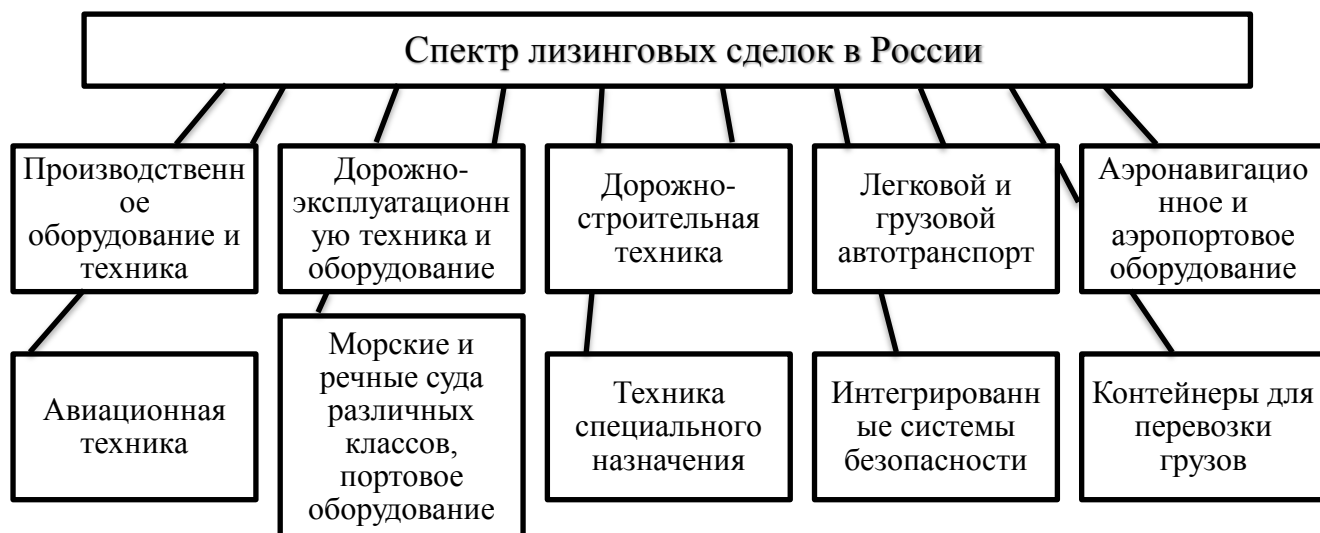 Спектр лизинговых сделок в России
Производственн
ое
оборудование и
техника
Дорожно-
эксплуатационн
ую техника и
оборудование
Дорожно-
строительная
техника
Легковой и
грузовой
автотранспорт
Аэронавигацио
нное и
аэропортовое
оборудование
Авиационная
техника
Морские и
речные суда
различных
классов,
портовое
оборудование
Техника
специального
назначения
Интегрированн
ые системы
безопасности
Контейнеры для
перевозки
грузов